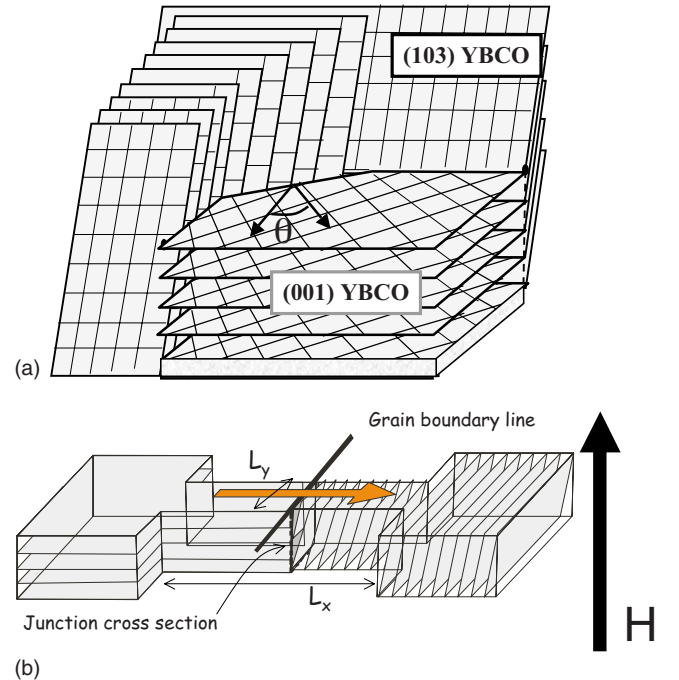 (103) YBCO
θ
(001) YBCO
(a)
Grain boundary line
Ly
Lx
Junction cross section
H
(b)